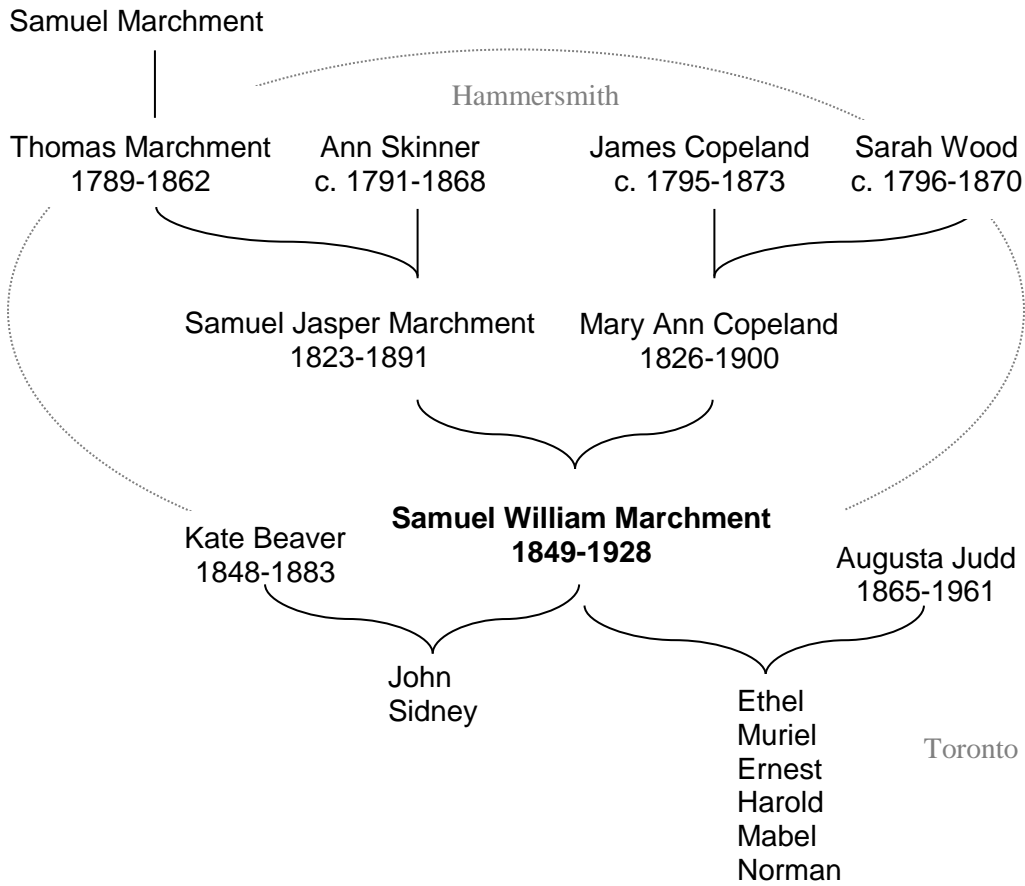 Samuel Marchment
Hammersmith
Thomas Marchment
1789-1862
Ann Skinner
c. 1791-1868
James Copeland
c. 1795-1873
Sarah Wood
c. 1796-1870
Samuel Jasper Marchment
1823-1891
Mary Ann Copeland
1826-1900
Kate Beaver
1848-1883
Samuel William Marchment
1849-1928
Augusta Judd
1865-1961
John
Sidney
Ethel
Muriel
Ernest
Harold
Mabel
Norman
Toronto